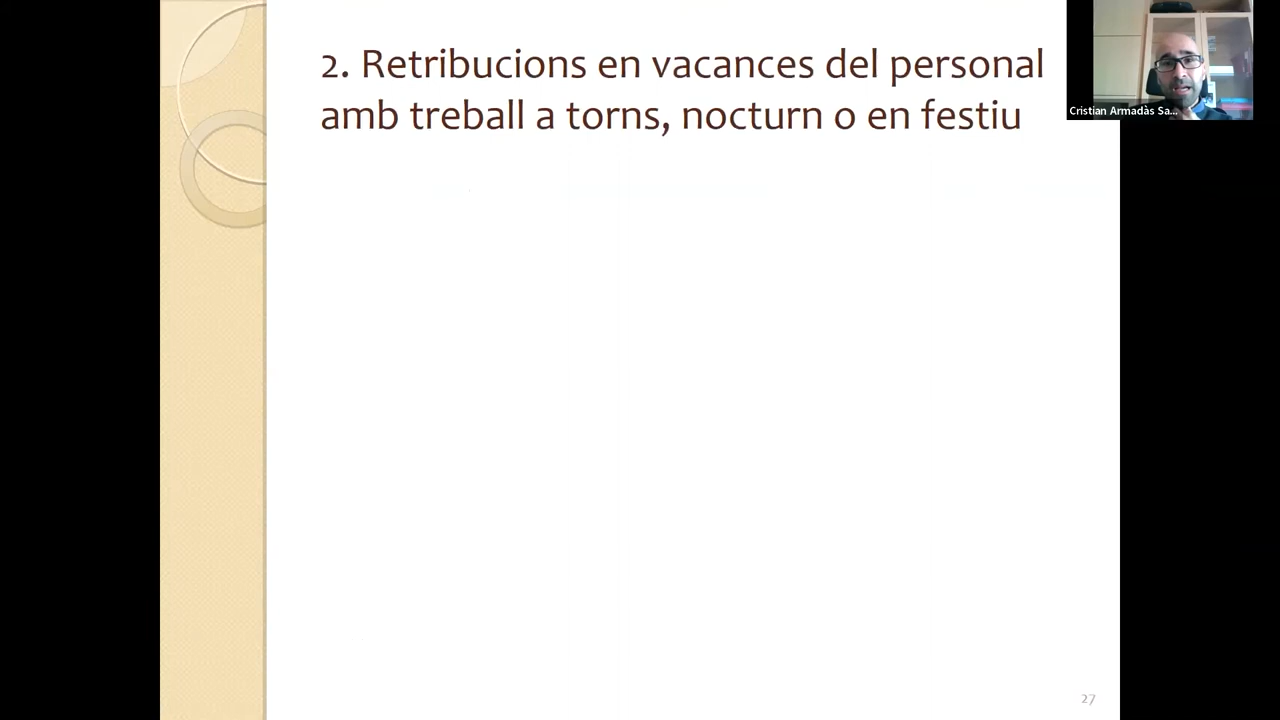 2. Retribucions en vacances del personal
amb treball a torns, nocturn o en festiu
Cristian Armadàs Sa...
27